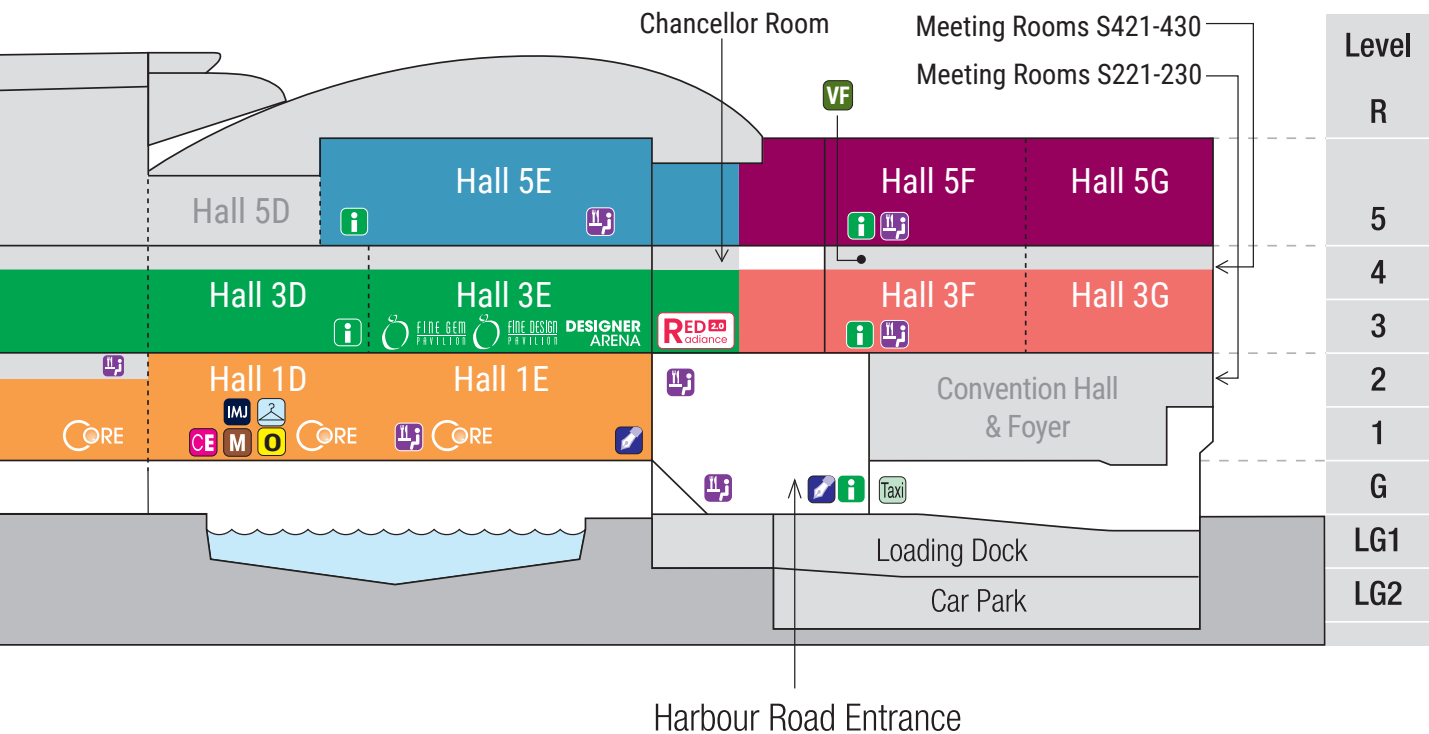 Chancellor Room
Meeting Rooms S421-430
Meeting Rooms S221-230
Level
R
VF
Hall 5D
Hall 5E
Hall 5F
Hall 5G
i
i
5
4
Hall 3D
Hall 3E
Hall 3F
Hall 3G
i
FINE GEM
PAVILION
FINE DESIGN
PAVILION
DESIGNER
ARENA
RED 2.0
Radiance
i
3
Hall 1D
Hall 1E
Convention Hall
& Foyer
2
IMJ
CORE
CE
M
O
CORE
CORE
1
i
Taxi
G
Loading Dock
LG1
Car Park
LG2
Harbour Road Entrance